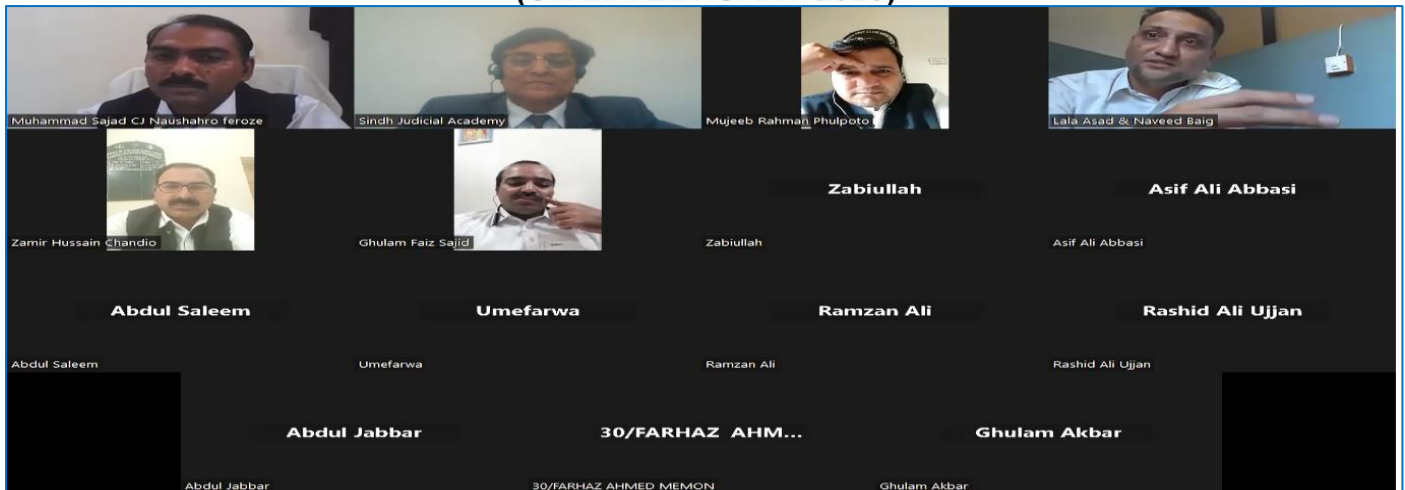 Muhammad Sajad CJ Naushahro feroze
Sindh Judicial Academy
Mujeeb Rahman Phulpoto
Lala Asad & Naveed Baig
Zamir Hussain Chandio
Ghulam Faiz Sajid
Zabiullah
Zabiullah
Asif Ali Abbasi
Asif Ali Abbasi
Abdul Saleem
Abdul Saleem
Umefarwa
Umefarwa
Ramzan Ali
Ramzan Ali
Rashid Ali Ujjan
Rashid Ali Ujjan
Abdul Jabbar
Abdul Jabbar
30/FARHAZ AHM...
30/FARHAZ AHMED MEMON
Ghulam Akbar
Ghulam Akbar